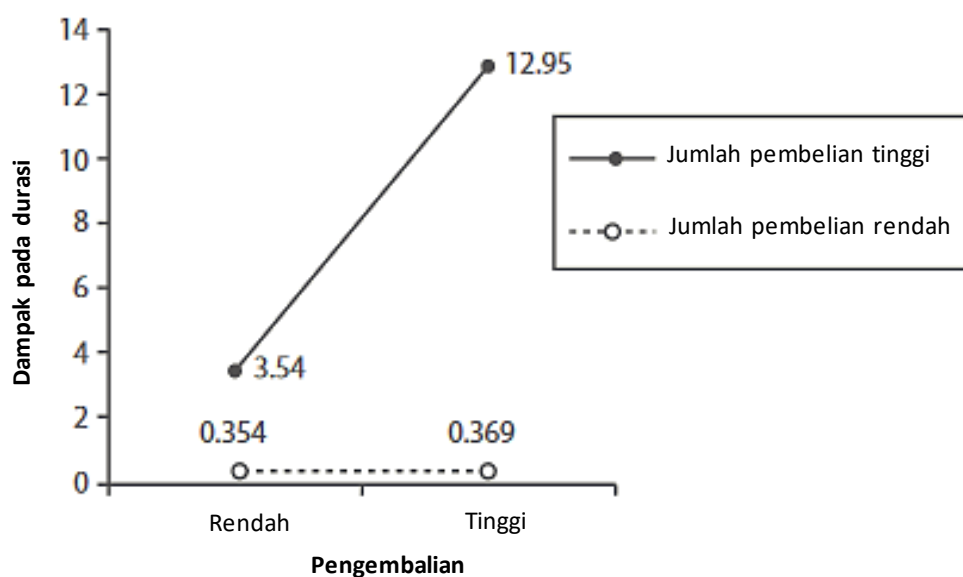 14
12
10
8
6
4
2
0
Dampak pada durasi
12.95
3.54
0.354
0.369
Rendah
Tinggi
Pengembalian
Jumlah pembelian tinggi
Jumlah pembelian rendah